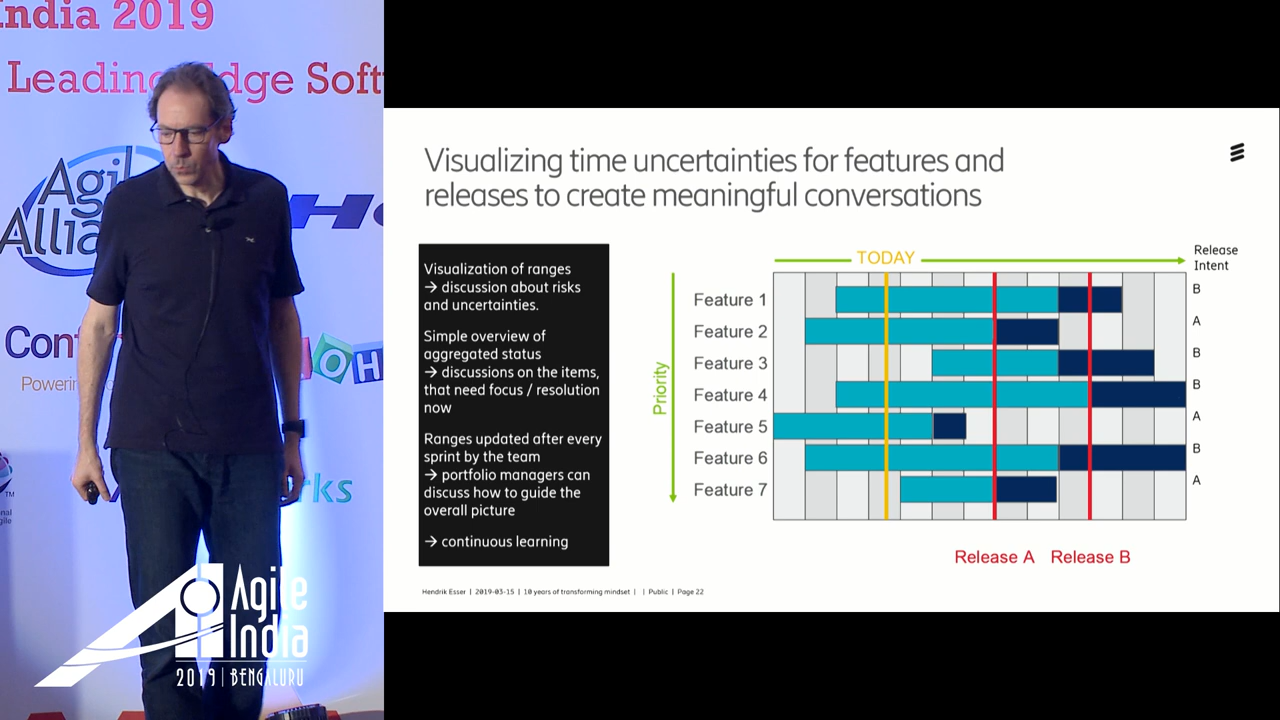 India 2019
Leading Edge Soft
Agil
Allia
Conf
Powerin
OH
rks
Agile
India
2019 | BENGALURU
Visualizing time uncertainties for features and
releases to create meaningful conversations
Visualization of ranges
→ discussion about risks
and uncertainties.
Simple overview of
aggregated status
→ discussions on the items,
that need focus / resolution
now
Ranges updated after every
sprint by the team
→ portfolio managers can
discuss how to guide the
overall picture
→ continuous learning
TODAY
Release
Intent
Priority
Feature 1
B
Feature 2
A
Feature 3
B
Feature 4
B
Feature 5
A
Feature 6
B
Feature 7
A
Release A
Release B
Hendrik Esser | 2019-03-15 | 10 years of transforming mindset | | Public | Page 22